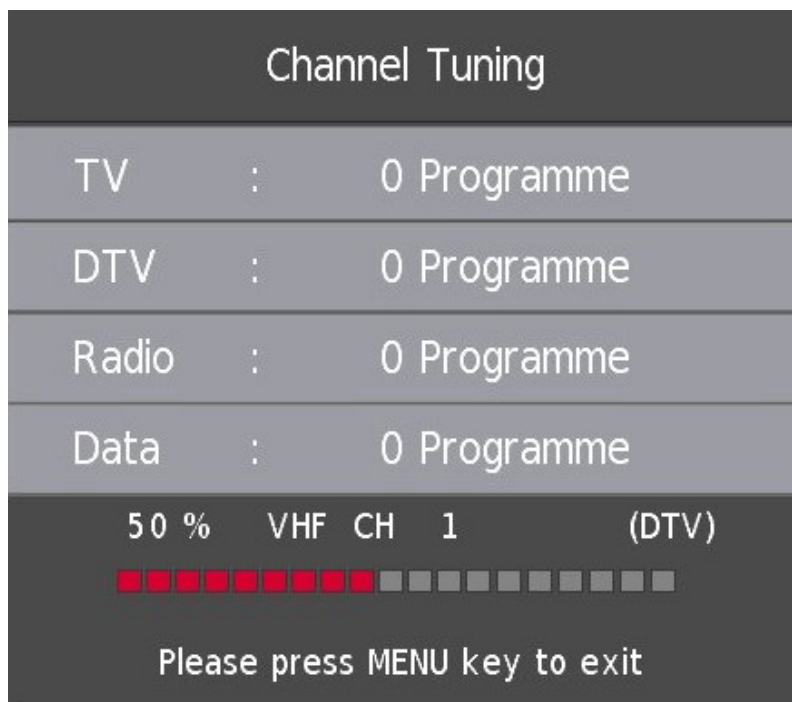 Channel Tuning
TV : 0 Programme
DTV : 0 Programme
Radio : 0 Programme
Data : 0 Programme
50 % VHF CH 1 (DTV)
Please press MENU key to exit